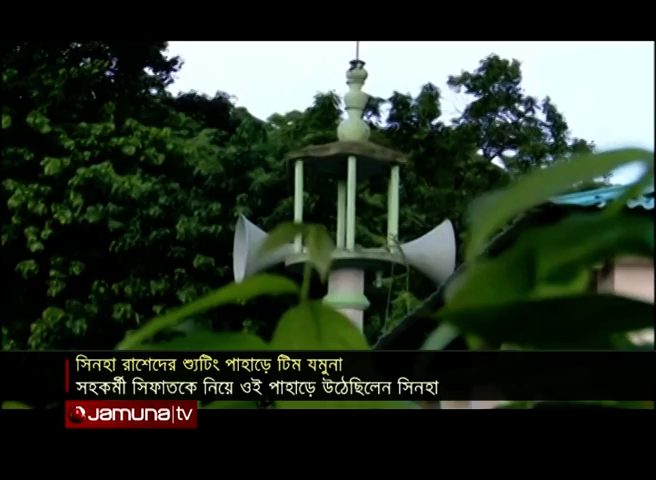 সিনহা রাশেদের শ্যুটিং পাহাড়ে টিম যমুনা
সহকর্মী সিফাতকে নিয়ে ওই পাহাড়ে উঠেছিলেন সিনহা
Jamuna tv